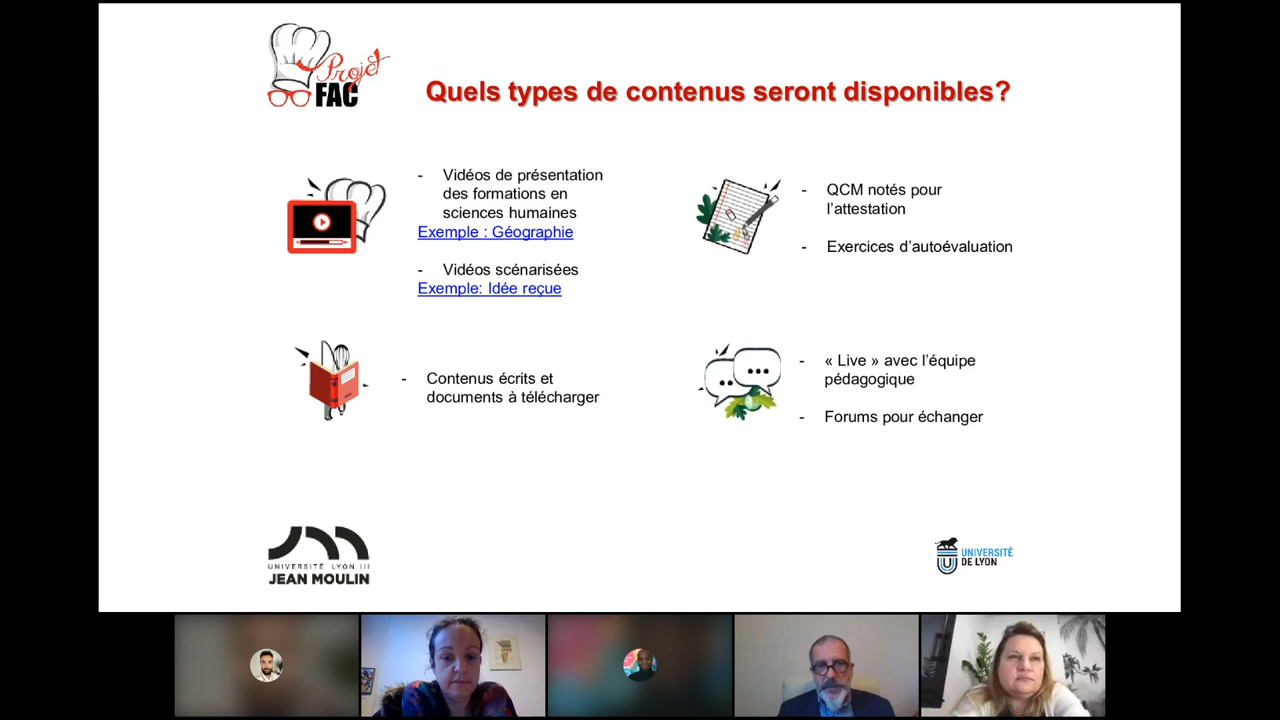 Projet
FAC
Quels types de contenus seront disponibles?
- Vidéos de présentation
des formations en
sciences humaines
Exemple : Géographie
- Vidéos scénarisées
Exemple: Idée reçue
- QCM notés pour
l'attestation
- Exercices d'autoévaluation
- Contenus écrits et
documents à télécharger
- « Live » avec l'équipe
pédagogique
- Forums pour échanger
UNIVERSITÉ LYON III
JEAN MOULIN
UNIVERSITÉ
DE LYON